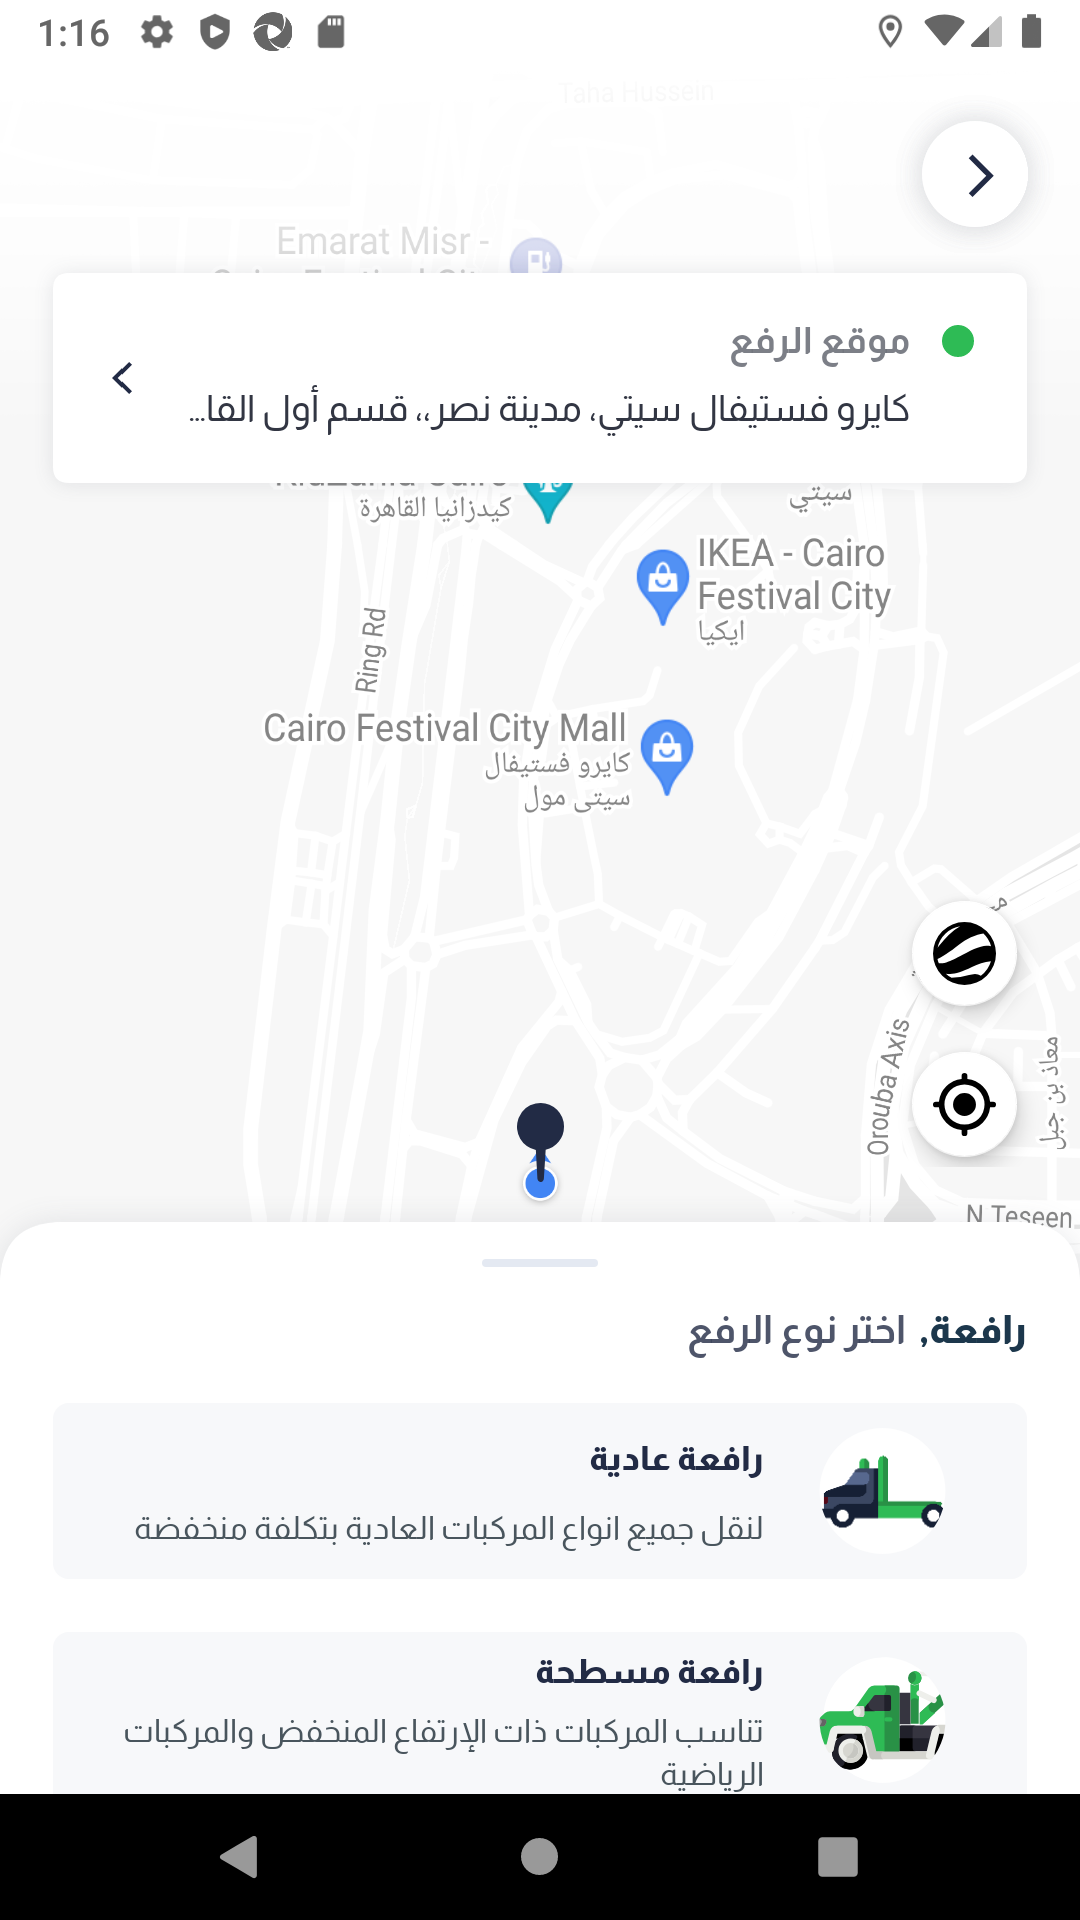 1:16
Taha Hussein
Emarat Misr -
موقع الرفع
كايرو فستيفال سيتي، مدينة نصر،، قسم أول القا...
كيدزانيا القاهرة
سيتي
IKEA - Cairo
Festival City
ايكيا
Ring Rd
Cairo Festival City Mall
كايرو فستيفال
سيتى مول
Orouba Axis
معاذ بن جبل
N Teseen
رافعة, اختر نوع الرفع
رافعة عادية
لنقل جميع انواع المركبات العادية بتكلفة منخفضة
رافعة مسطحة
تناسب المركبات ذات الإرتفاع المنخفض والمركبات
الرياضية